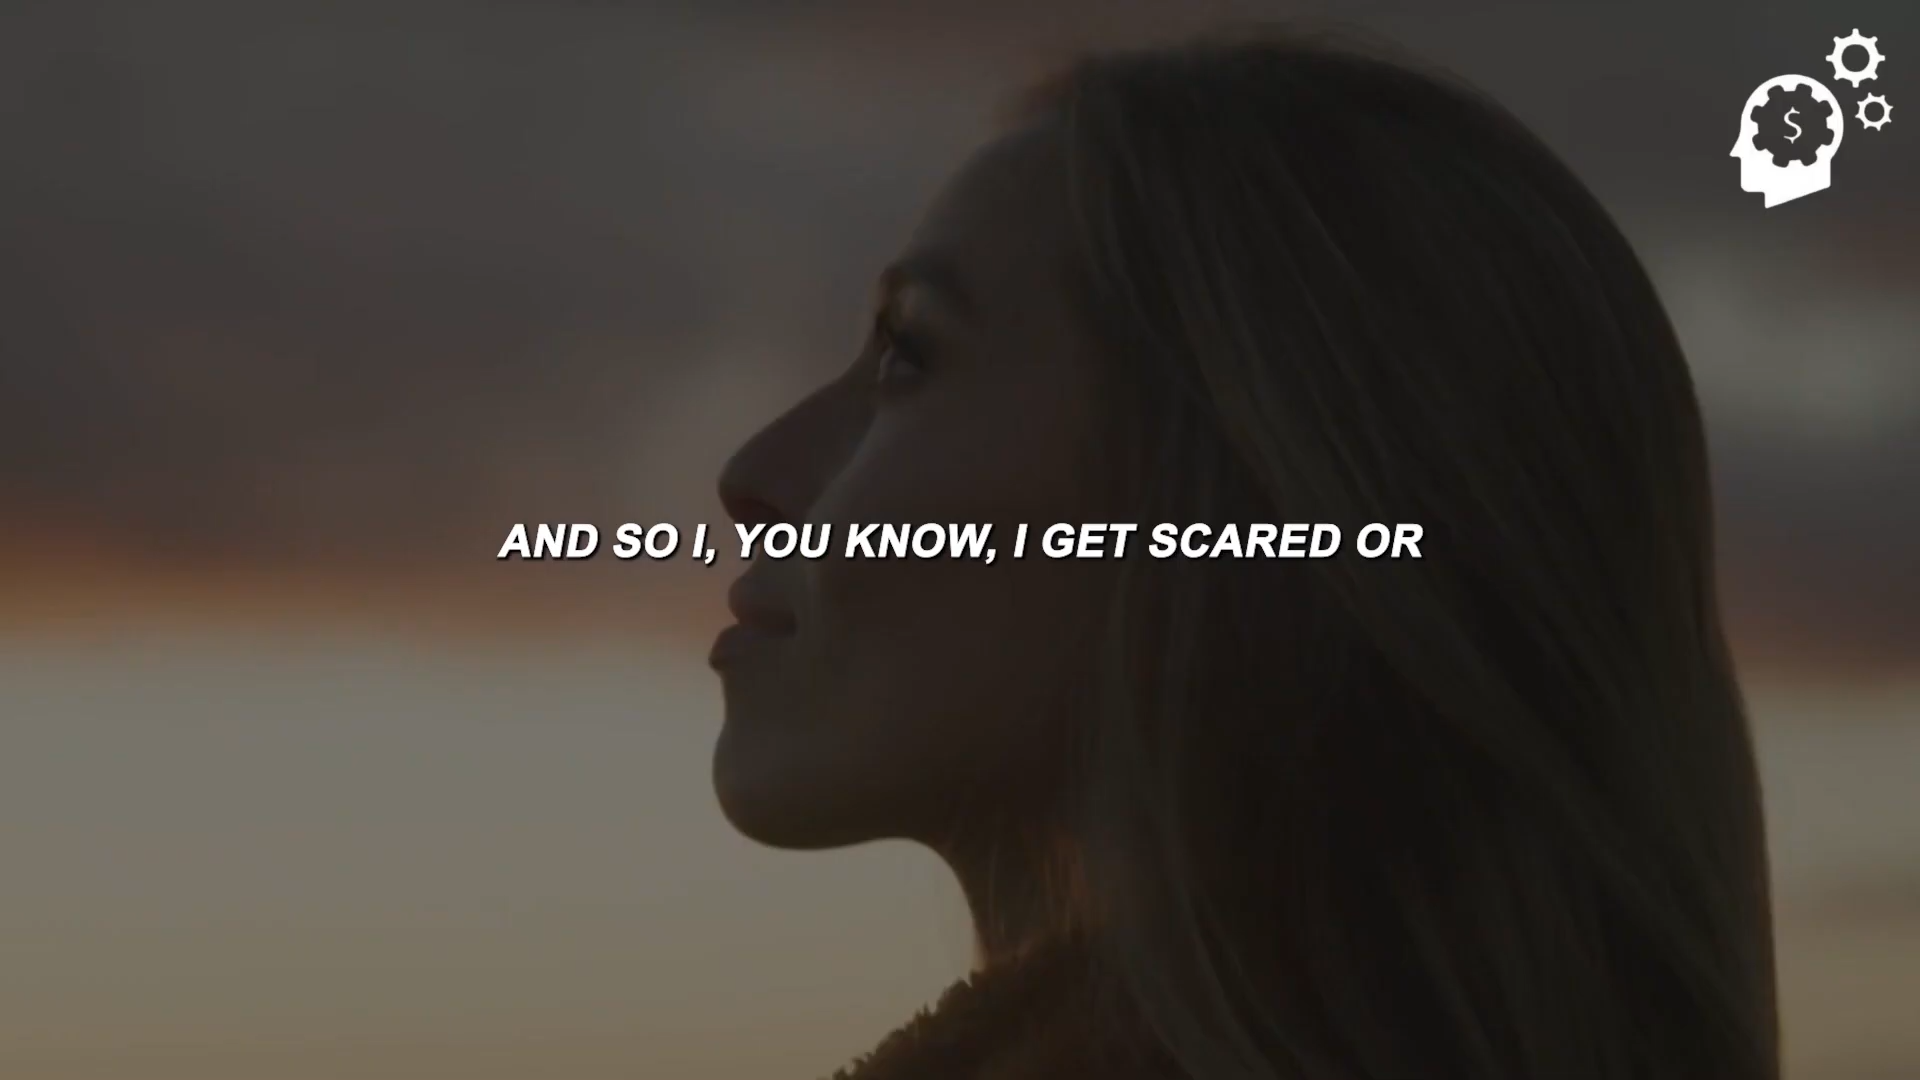 AND SO I, YOU KNOW, I GET SCARED OR
$